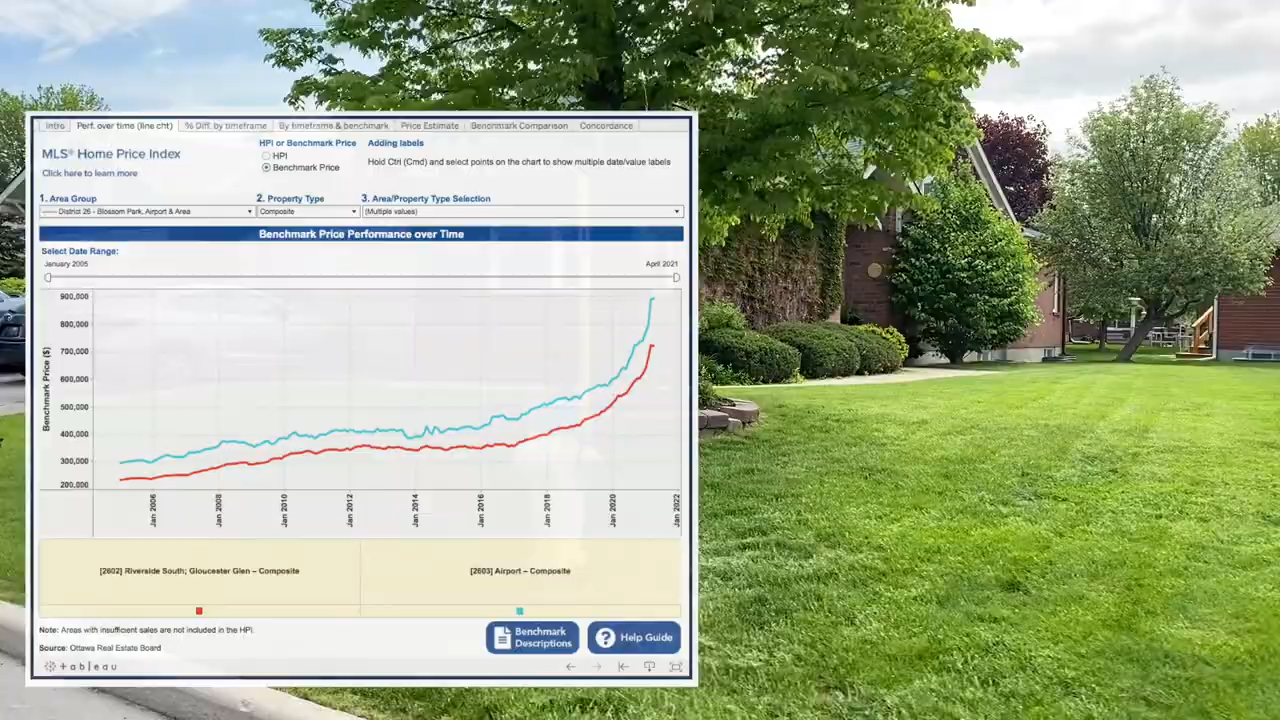 Intro Perf. over time (line cht) % Diff. by timeframe By timeframe & benchmark Price Estimate Benchmark Comparison Concordance
MLS® Home Price Index
Click here to learn more
HPI or Benchmark Price
HPI
Benchmark Price
Adding labels
Hold Ctrl (Cmd) and select points on the chart to show multiple date/value labels
1. Area Group
District 26 - Blossom Park, Airport & Area
2. Property Type
Composite
3. Area/Property Type Selection
(Multiple values)
Benchmark Price Performance over Time
Select Date Range:
January 2005 April 2021
Benchmark Price ($)
900,000
800,000
700,000
600,000
500,000
400,000
300,000
200,000
Jan 2006 Jan 2008 Jan 2010 Jan 2012 Jan 2014 Jan 2016 Jan 2018 Jan 2020 Jan 2022
[2602] Riverside South; Gloucester Glen – Composite
[2603] Airport – Composite
Note: Areas with insufficient sales are not included in the HPI.
Source: Ottawa Real Estate Board
Benchmark
Descriptions
Help Guide
+ableau